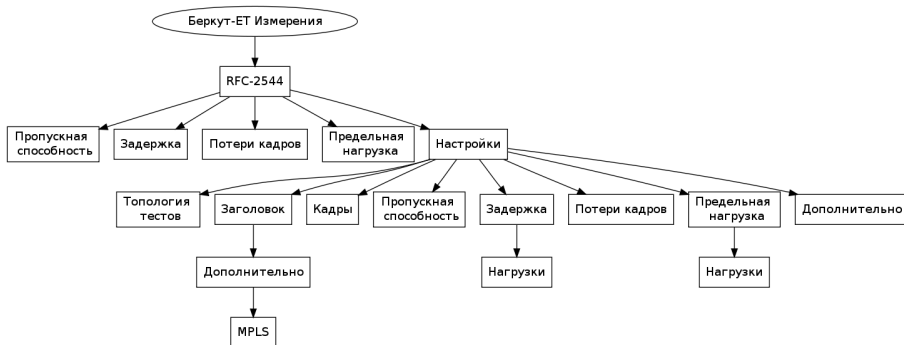 Беркут-ЕТ Измерения
RFC-2544
Пропускная
способность
Задержка
Потери кадров
Предельная
нагрузка
Настройки
Топология
тестов
Заголовок
Кадры
Пропускная
способность
Задержка
Потери кадров
Предельная
нагрузка
Дополнительно
Дополнительно
Нагрузки
Нагрузки
MPLS